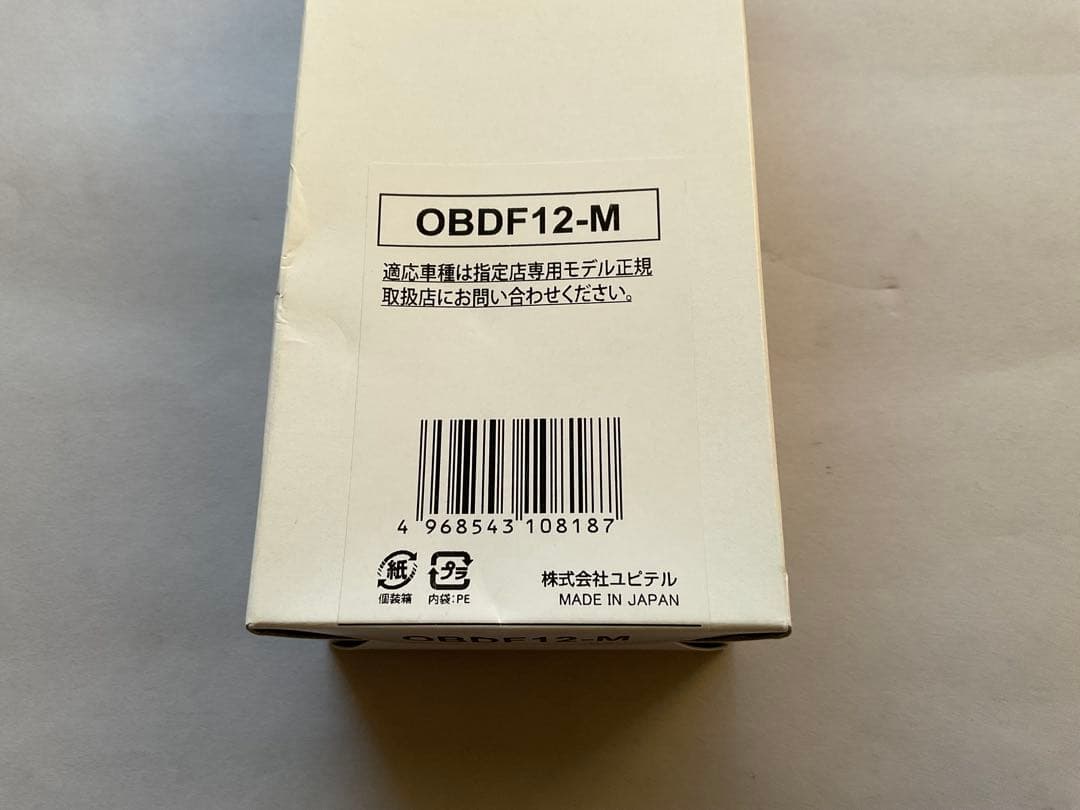 OBDF12-M
適応車種は指定店専用モデル正規
取扱店にお問い合わせください。
4 968543 108187
紙
プラ
個装箱
内袋:PE
株式会社ユピテル
MADE IN JAPAN
OBDF12-M